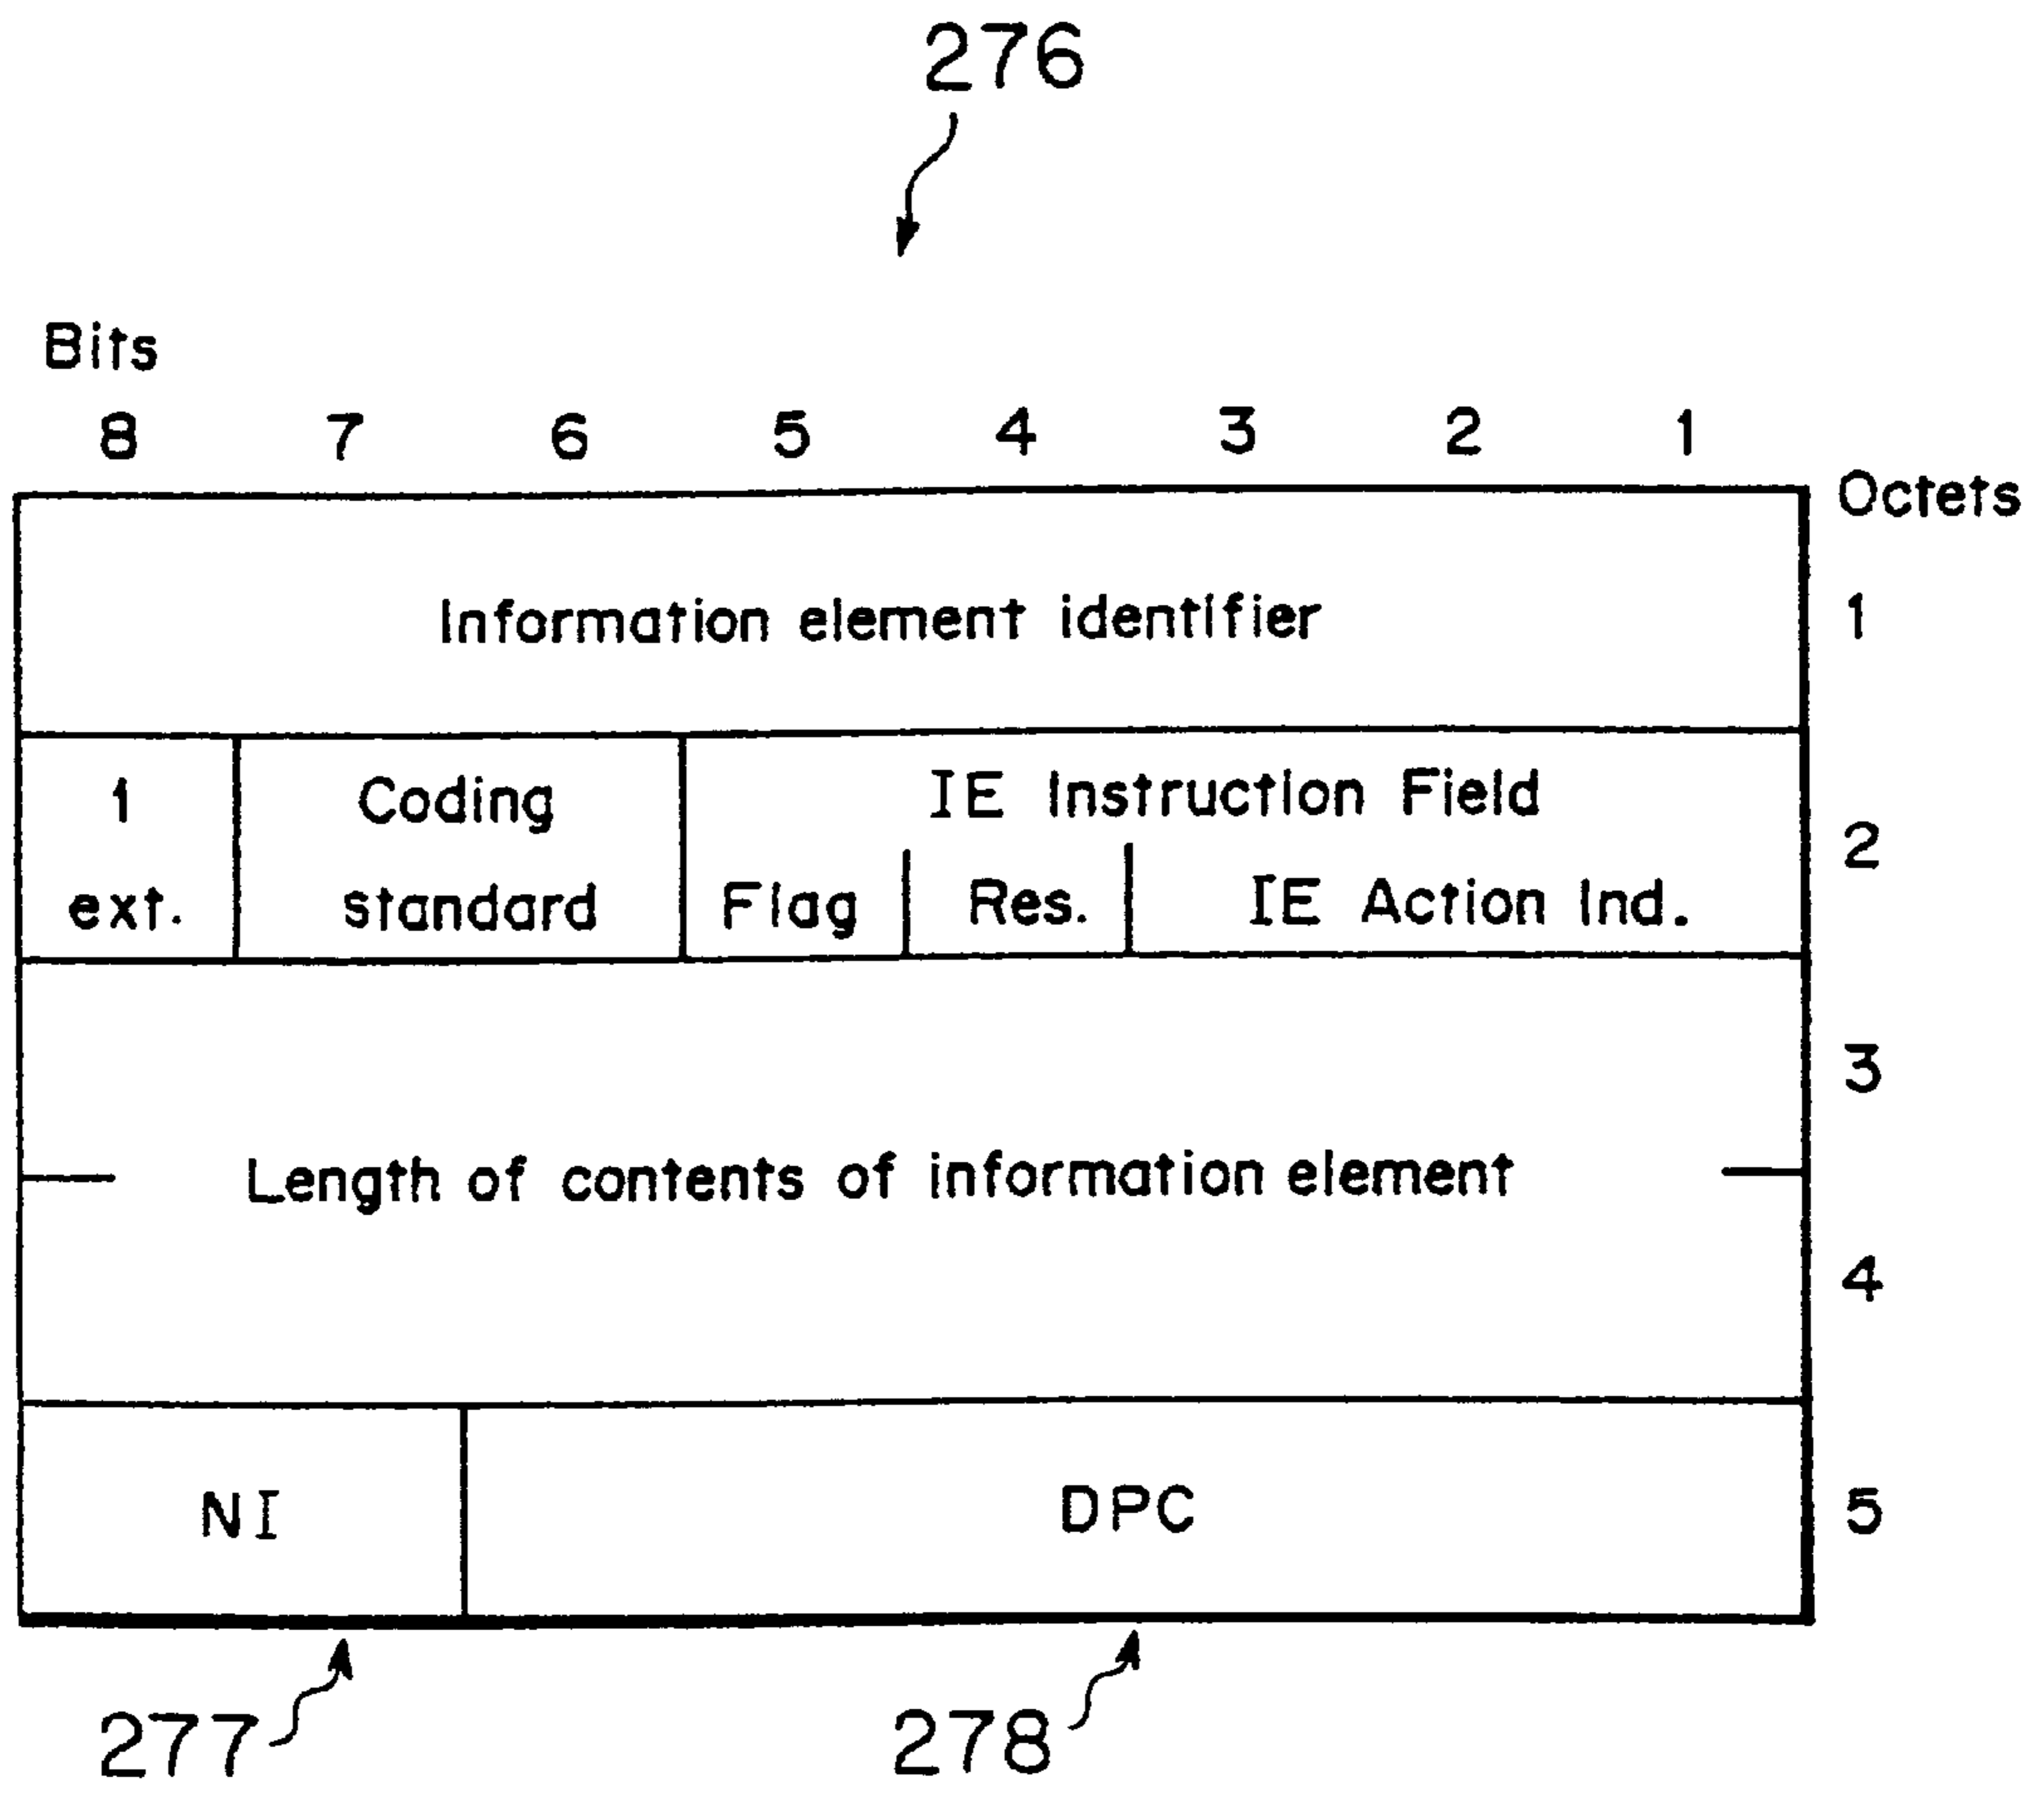 276
Bits
8 7 6 5 4 3 2 1
Octets
Information element identifier 1
1 Coding IE Instruction Field
2
ext. standard Flag Res. IE Action Ind.
3
Length of contents of information element
4
NI DPC 5
277 278